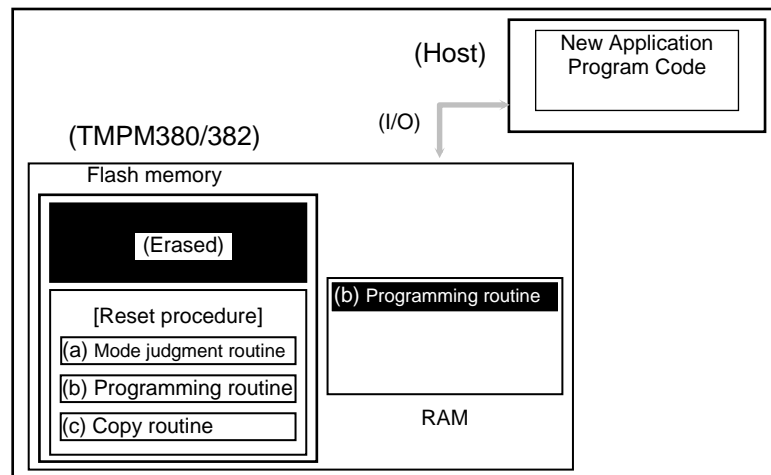 (Host)
New Application
Program Code
(I/O)
(TMPM380/382)
Flash memory
(Erased)
[Reset procedure]
(a) Mode judgment routine
(b) Programming routine
(c) Copy routine
(b) Programming routine
RAM